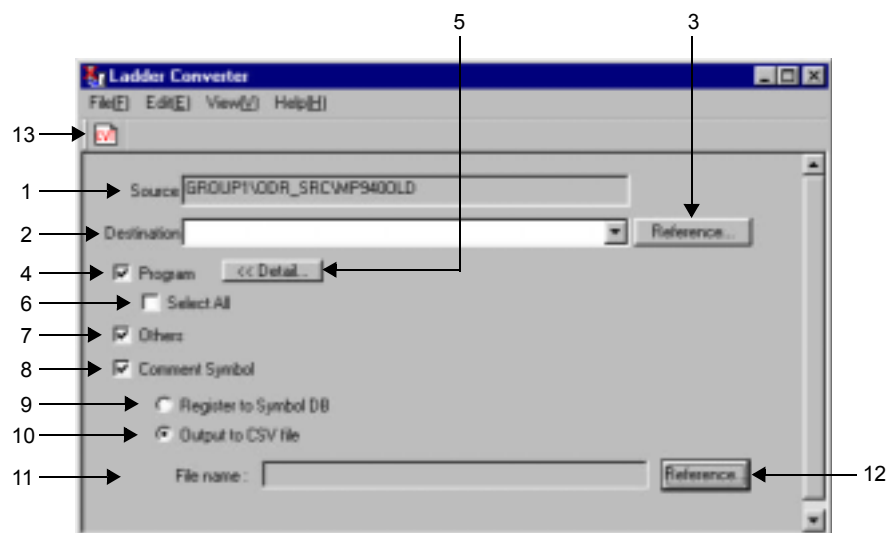 5 3
Ladder Converter
File(F) Edit(E) View(V) Help(H)
13
1 Source GROUP1\ODR_SRC\MP940OLD
2 Destination Reference...
4 Program << Detail...
6 Select All
7 Others
8 Comment Symbol
9 Register to Symbol DB
10 Output to CSV file
11 File name : Reference... 12